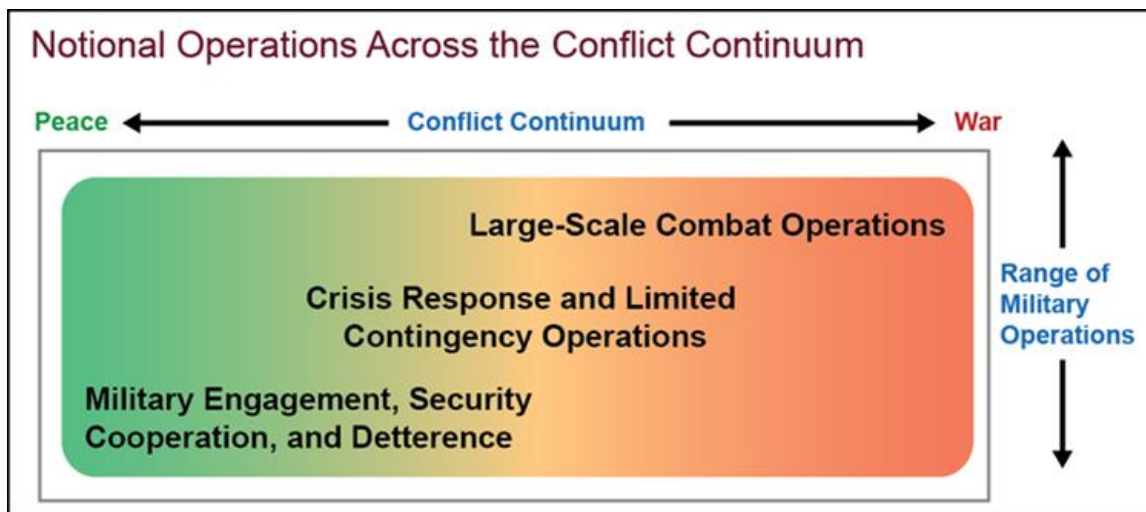 Notional Operations Across the Conflict Continuum
Peace
Conflict Continuum
War
Large-Scale Combat Operations
Crisis Response and Limited
Contingency Operations
Military Engagement, Security
Cooperation, and Detterence
Range of
Military
Operations